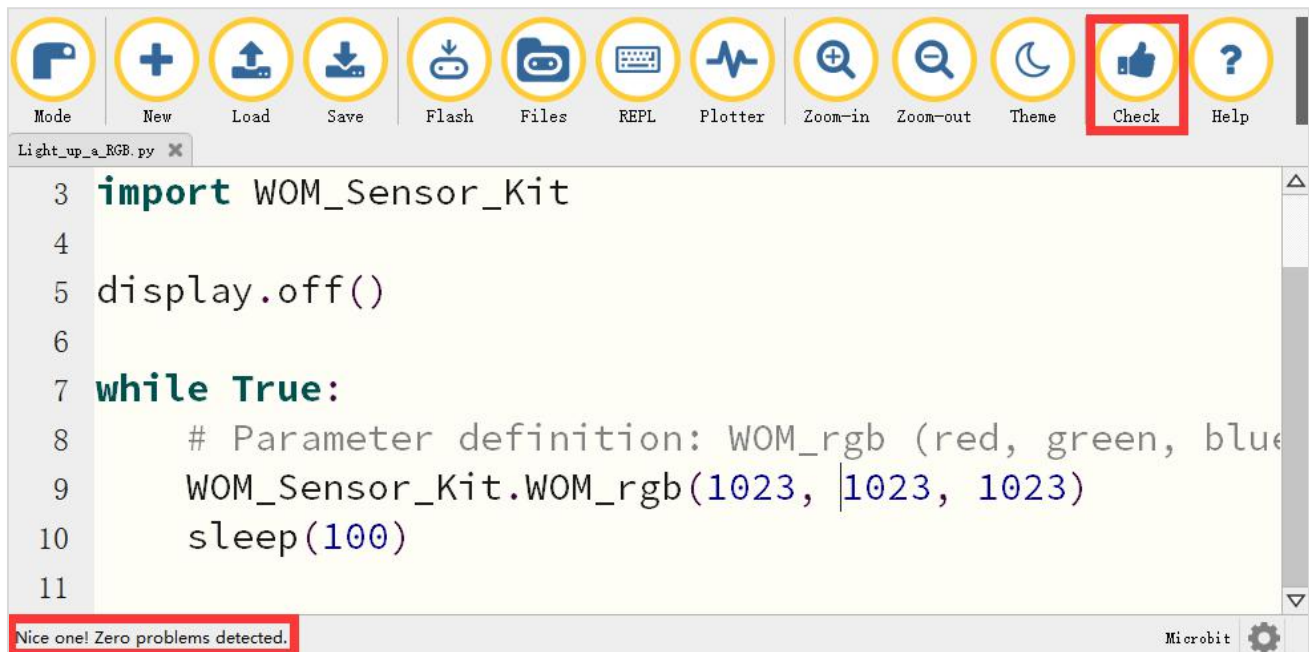 Mode New Load Save Flash Files REPL Plotter Zoom-in Zoom-out Theme Check Help
Light_up_a_RGB.py
3 import WOM_Sensor_Kit
4
5 display.off()
6
7 while True:
8 # Parameter definition: WOM_rgb (red, green, blue
9 WOM_Sensor_Kit.WOM_rgb(1023, 1023, 1023)
10 sleep(100)
11
Nice one! Zero problems detected. Microbit